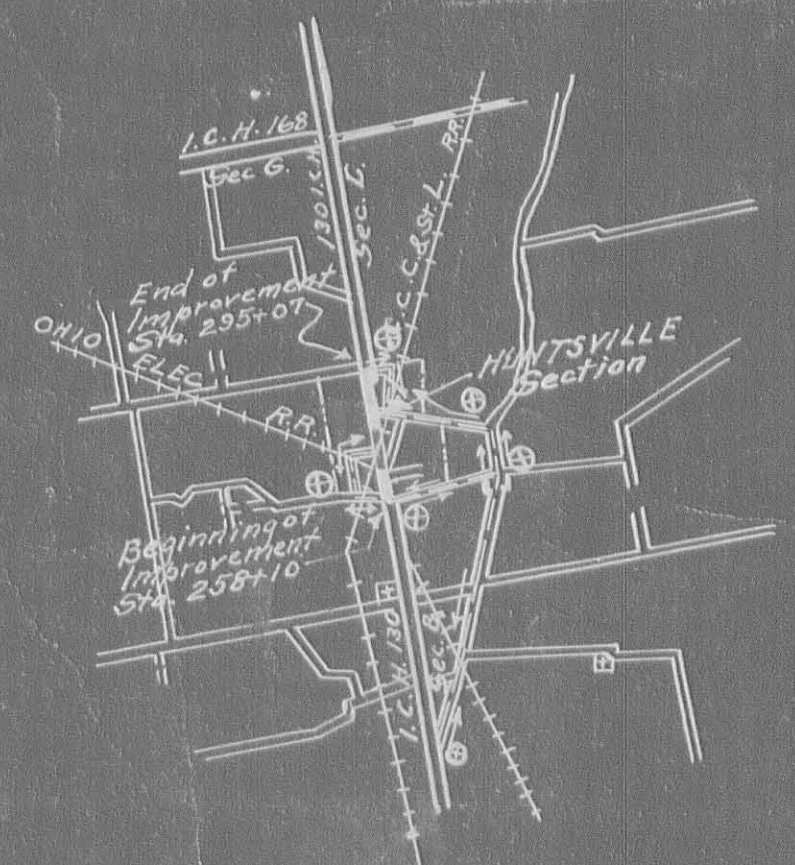 I.C.H. 168
Sec G.
130 I.C.H.
Sec. L.
C.C. & St. L. R.R.
End of
Improvement
Sta. 295+07
OHIO
ELEC.
R.R.
HUNTSVILLE
Section
Beginning of
Improvement
Sta. 258+10
I.C.H. 130
Sec.